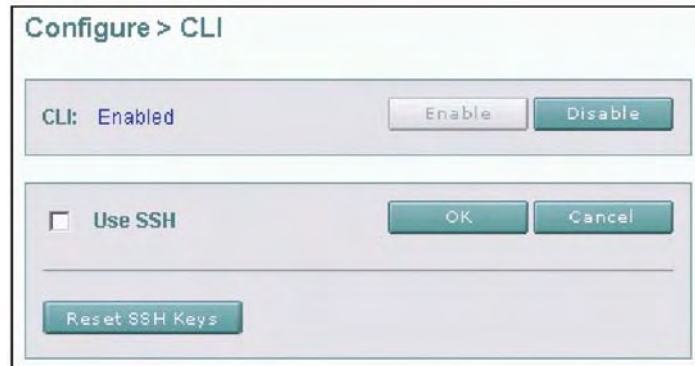 Configure > CLI
CLI: Enabled Enable Disable
Use SSH OK Cancel
Reset SSH Keys